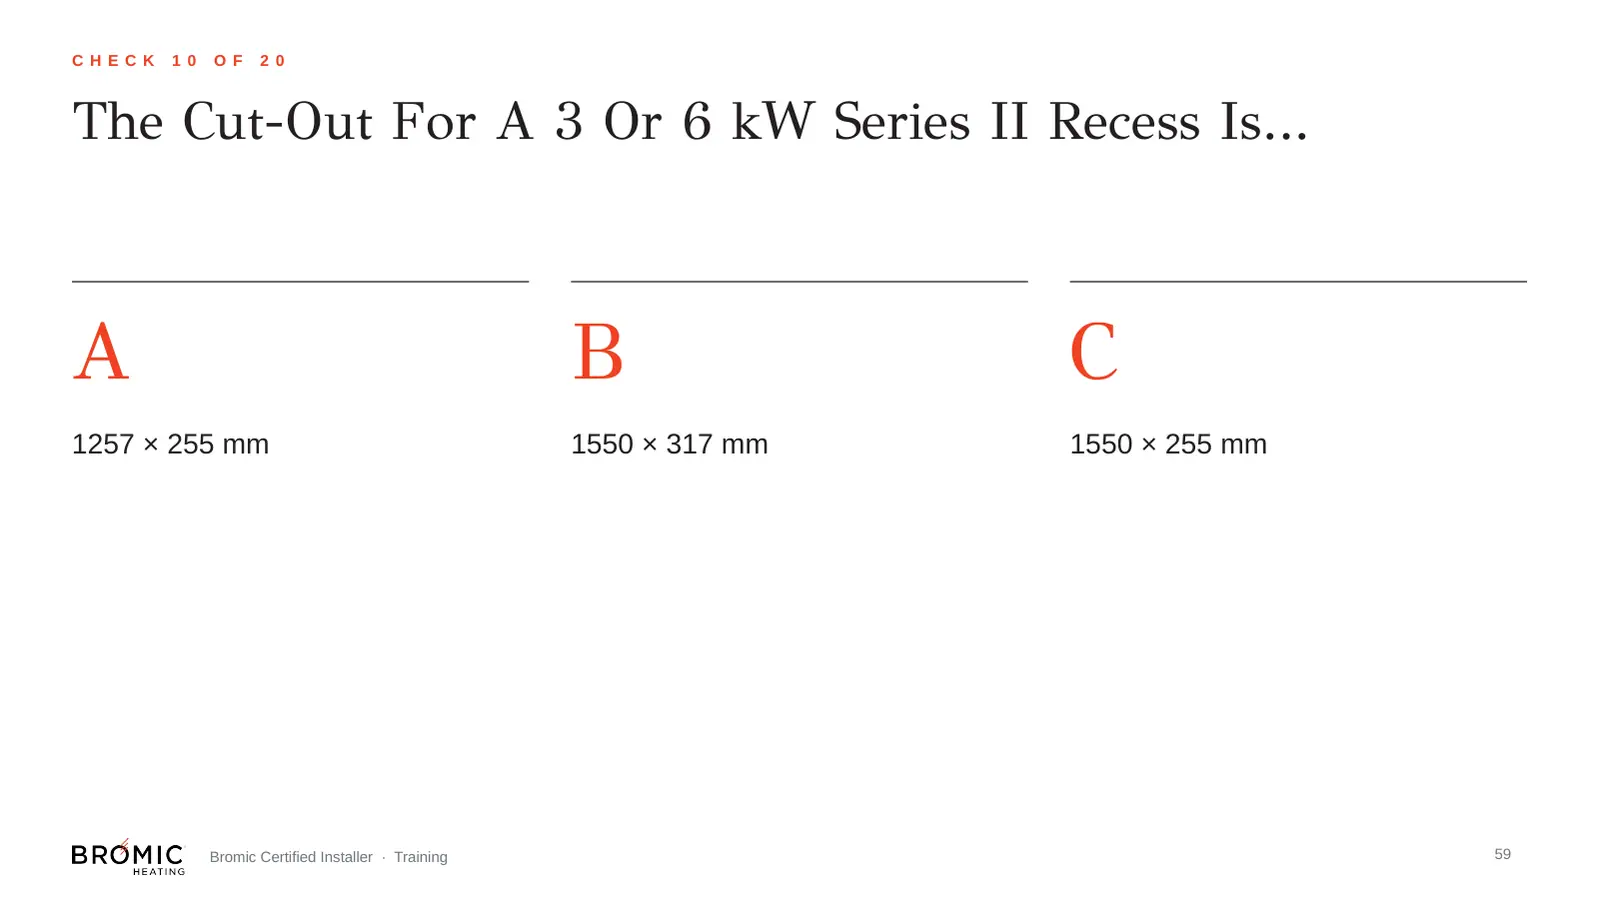 CHECK 10 OF 20
The Cut-Out For A 3 Or 6 kW Series II Recess Is...
A
B
C
1257 × 255 mm
1550 × 317 mm
1550 × 255 mm
BROMIC
HEATING
Bromic Certified Installer · Training
59